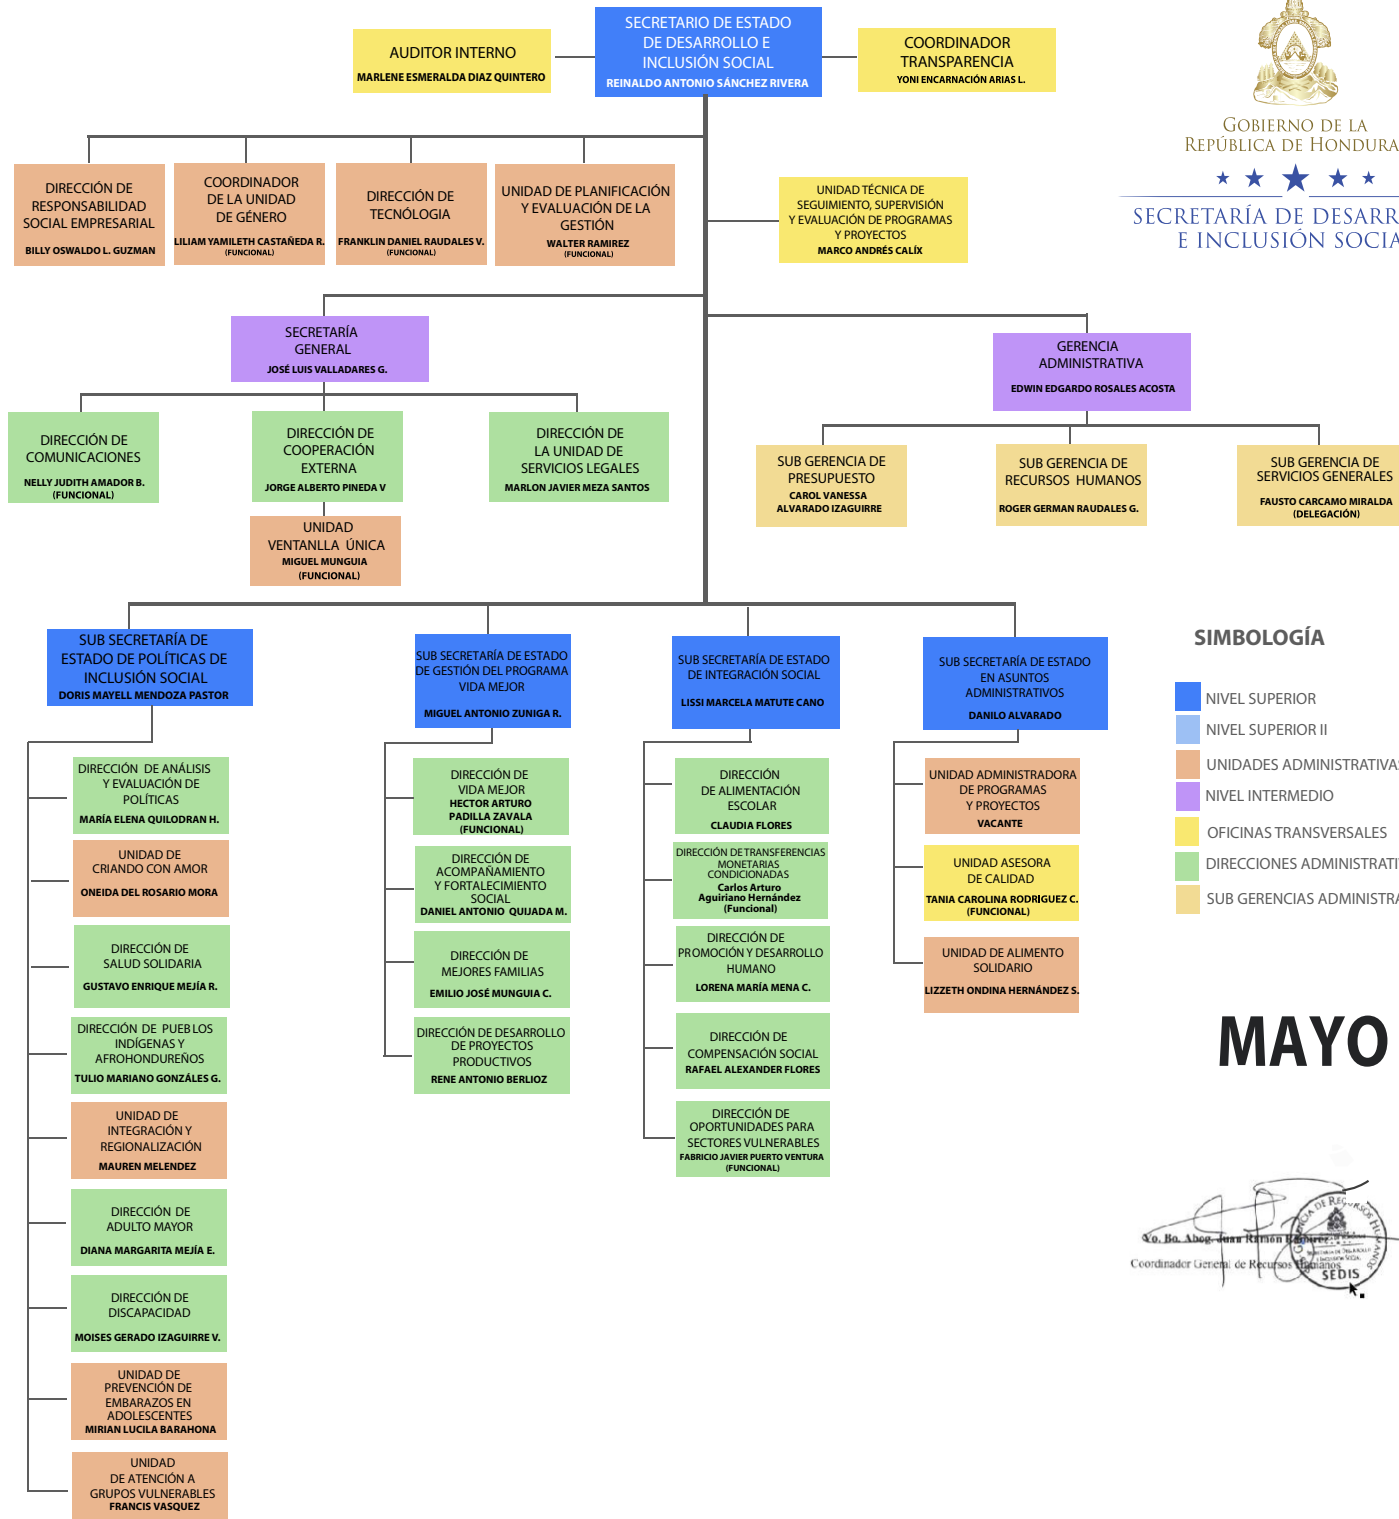 SECRETARIO DE ESTADO
DE DESARROLLO E
INCLUSIÓN SOCIAL
REINALDO ANTONIO SÁNCHEZ RIVERA
AUDITOR INTERNO
MARLENE ESMERALDA DIAZ QUINTERO
COORDINADOR
TRANSPARENCIA
YONI ENCARNACIÓN ARIAS L.
GOBIERNO DE LA
REPÚBLICA DE HONDURA
SECRETARÍA DE DESARR
E INCLUSIÓN SOCIA
DIRECCIÓN DE
RESPONSABILIDAD
SOCIAL EMPRESARIAL
BILLY OSWALDO L. GUZMAN
COORDINADOR
DE LA UNIDAD
DE GÉNERO
LILIAM YAMILETH CASTAÑEDA R.
(FUNCIONAL)
DIRECCIÓN DE
TECNÓLOGIA
FRANKLIN DANIEL RAUDALES V.
(FUNCIONAL)
UNIDAD DE PLANIFICACIÓN
Y EVALUACIÓN DE LA
GESTIÓN
WALTER RAMIREZ
(FUNCIONAL)
UNIDAD TÉCNICA DE
SEGUIMIENTO, SUPERVISIÓN
Y EVALUACIÓN DE PROGRAMAS
Y PROYECTOS
MARCO ANDRÉS CALÍX
SECRETARÍA
GENERAL
JOSÉ LUIS VALLADARES G.
GERENCIA
ADMINISTRATIVA
EDWIN EDGARDO ROSALES ACOSTA
DIRECCIÓN DE
COMUNICACIONES
NELLY JUDITH AMADOR B.
(FUNCIONAL)
DIRECCIÓN DE
COOPERACIÓN
EXTERNA
JORGE ALBERTO PINEDA V
DIRECCIÓN DE
LA UNIDAD DE
SERVICIOS LEGALES
MARLON JAVIER MEZA SANTOS
UNIDAD
VENTANLLA ÚNICA
MIGUEL MUNGUIA
(FUNCIONAL)
SUB GERENCIA DE
PRESUPUESTO
CAROL VANESSA
ALVARADO IZAGUIRRE
SUB GERENCIA DE
RECURSOS HUMANOS
ROGER GERMAN RAUDALES G.
SUB GERENCIA DE
SERVICIOS GENERALES
FAUSTO CARCAMO MIRALDA
(DELEGACIÓN)
SUB SECRETARÍA DE
ESTADO DE POLÍTICAS DE
INCLUSIÓN SOCIAL
DORIS MAYELL MENDOZA PASTOR
SUB SECRETARÍA DE ESTADO
DE GESTIÓN DEL PROGRAMA
VIDA MEJOR
MIGUEL ANTONIO ZUNIGA R.
SUB SECRETARÍA DE ESTADO
DE INTEGRACIÓN SOCIAL
LISSI MARCELA MATUTE CANO
SUB SECRETARÍA DE ESTADO
EN ASUNTOS
ADMINISTRATIVOS
DANILO ALVARADO
DIRECCIÓN DE ANÁLISIS
Y EVALUACIÓN DE
POLÍTICAS
MARÍA ELENA QUILODRAN H.
UNIDAD DE
CRIANDO CON AMOR
ONEIDA DEL ROSARIO MORA
DIRECCIÓN DE
SALUD SOLIDARIA
GUSTAVO ENRIQUE MEJÍA R.
DIRECCIÓN DE PUEBLOS
INDÍGENAS Y
AFROHONDUREÑOS
TULIO MARIANO GONZÁLES G.
UNIDAD DE
INTEGRACIÓN Y
REGIONALIZACIÓN
MAUREN MELENDEZ
DIRECCIÓN DE
ADULTO MAYOR
DIANA MARGARITA MEJÍA E.
DIRECCIÓN DE
DISCAPACIDAD
MOISES GERADO IZAGUIRRE V.
UNIDAD DE
PREVENCIÓN DE
EMBARAZOS EN
ADOLESCENTES
MIRIAN LUCILA BARAHONA
UNIDAD
DE ATENCIÓN A
GRUPOS VULNERABLES
FRANCIS VASQUEZ
DIRECCIÓN DE
VIDA MEJOR
HECTOR ARTURO
PADILLA ZAVALA
(FUNCIONAL)
DIRECCIÓN DE
ACOMPAÑAMIENTO
Y FORTALECIMIENTO
SOCIAL
DANIEL ANTONIO QUIJADA M.
DIRECCIÓN DE
MEJORES FAMILIAS
EMILIO JOSÉ MUNGUIA C.
DIRECCIÓN DE DESARROLLO
DE PROYECTOS
PRODUCTIVOS
RENE ANTONIO BERLIOZ
DIRECCIÓN
DE ALIMENTACIÓN
ESCOLAR
CLAUDIA FLORES
DIRECCIÓN DE TRANSFERENCIAS
MONETARIAS
CONDICIONADAS
Carlos Arturo
Aguiriano Hernández
(Funcional)
DIRECCIÓN DE
PROMOCIÓN Y DESARROLLO
HUMANO
LORENA MARÍA MENA C.
DIRECCIÓN DE
COMPENSACIÓN SOCIAL
RAFAEL ALEXANDER FLORES
DIRECCIÓN DE
OPORTUNIDADES PARA
SECTORES VULNERABLES
FABRICIO JAVIER PUERTO VENTURA
(FUNCIONAL)
UNIDAD ADMINISTRADORA
DE PROGRAMAS
Y PROYECTOS
VACANTE
UNIDAD ASESORA
DE CALIDAD
TANIA CAROLINA RODRIGUEZ C.
(FUNCIONAL)
UNIDAD DE ALIMENTO
SOLIDARIO
LIZZETH ONDINA HERNÁNDEZ S.
SIMBOLOGÍA
NIVEL SUPERIOR
NIVEL SUPERIOR II
UNIDADES ADMINISTRATIVAS
NIVEL INTERMEDIO
OFICINAS TRANSVERSALES
DIRECCIONES ADMINISTRATI
SUB GERENCIAS ADMINISTRA
MAYO
Vo. Bo. Abog. Juan Ramón Ramirez
Coordinador General de Recursos Humanos
SEDIS